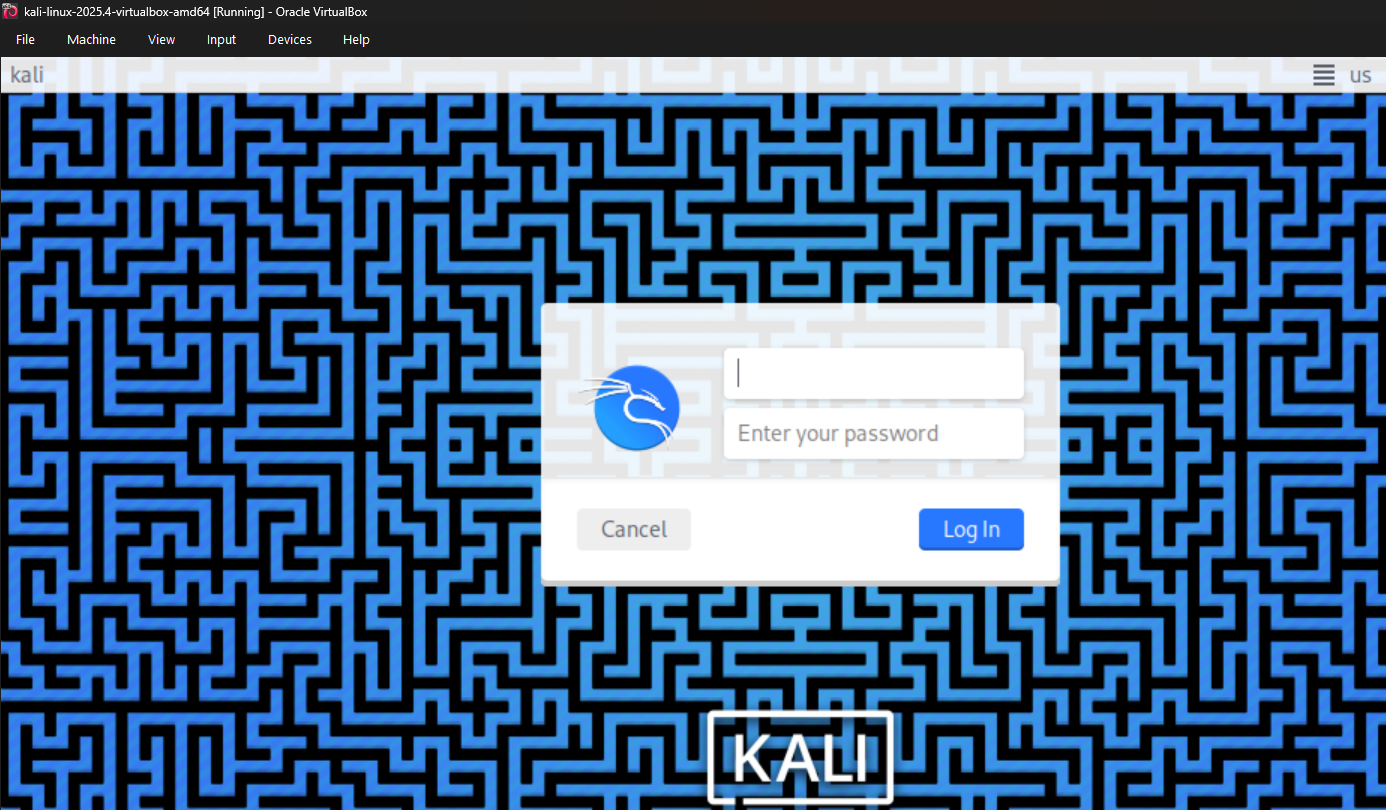 kali-linux-2025.4-virtualbox-amd64 [Running] - Oracle VirtualBox
File Machine View Input Devices Help
kali us
Enter your password
Cancel Log In
KALI